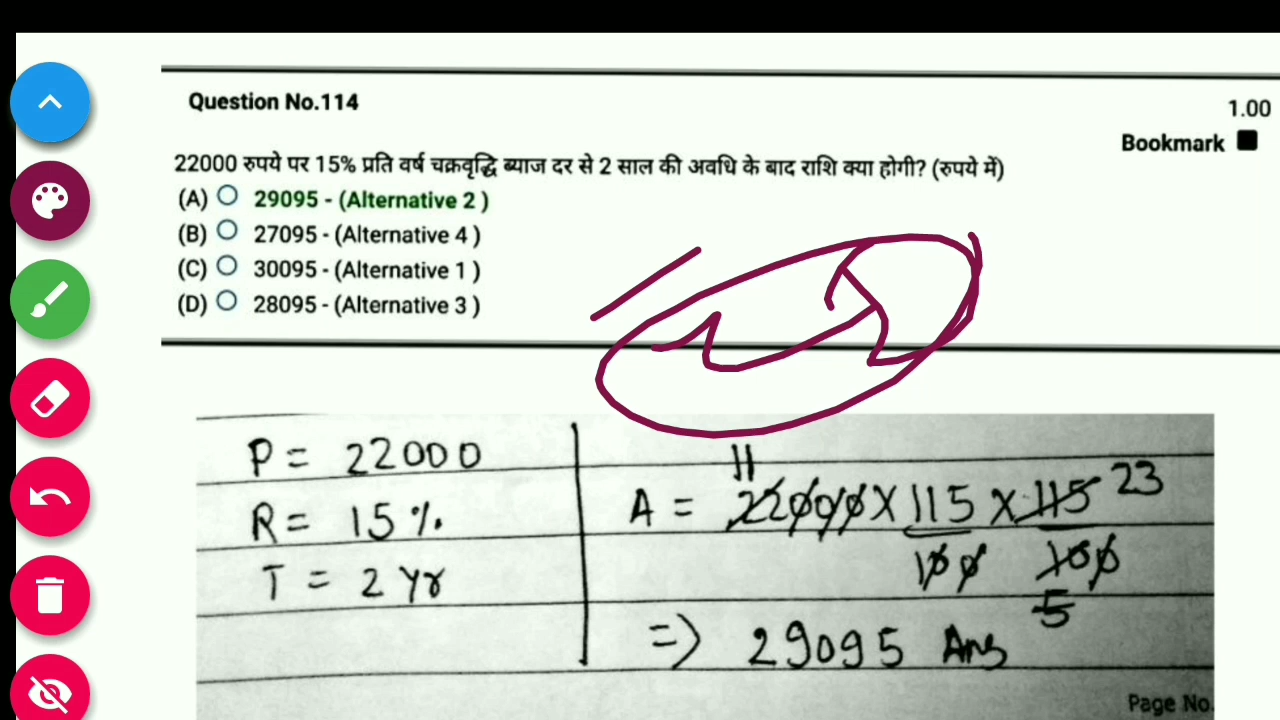 Question No.114
1.00
Bookmark
22000 रुपये पर 15% प्रति वर्ष चक्रवृद्धि ब्याज दर से 2 साल की अवधि के बाद राशि क्या होगी? (रुपये में)
(A) 29095 - (Alternative 2 )
(B) 27095 - (Alternative 4 )
(C) 30095 - (Alternative 1 )
(D) 28095 - (Alternative 3 )
P = 22000
R = 15 %.
T = 2 Yr
11
A = 22000 X 115 X 115 23
100 100
5
=> 29095 Ans
Page No.